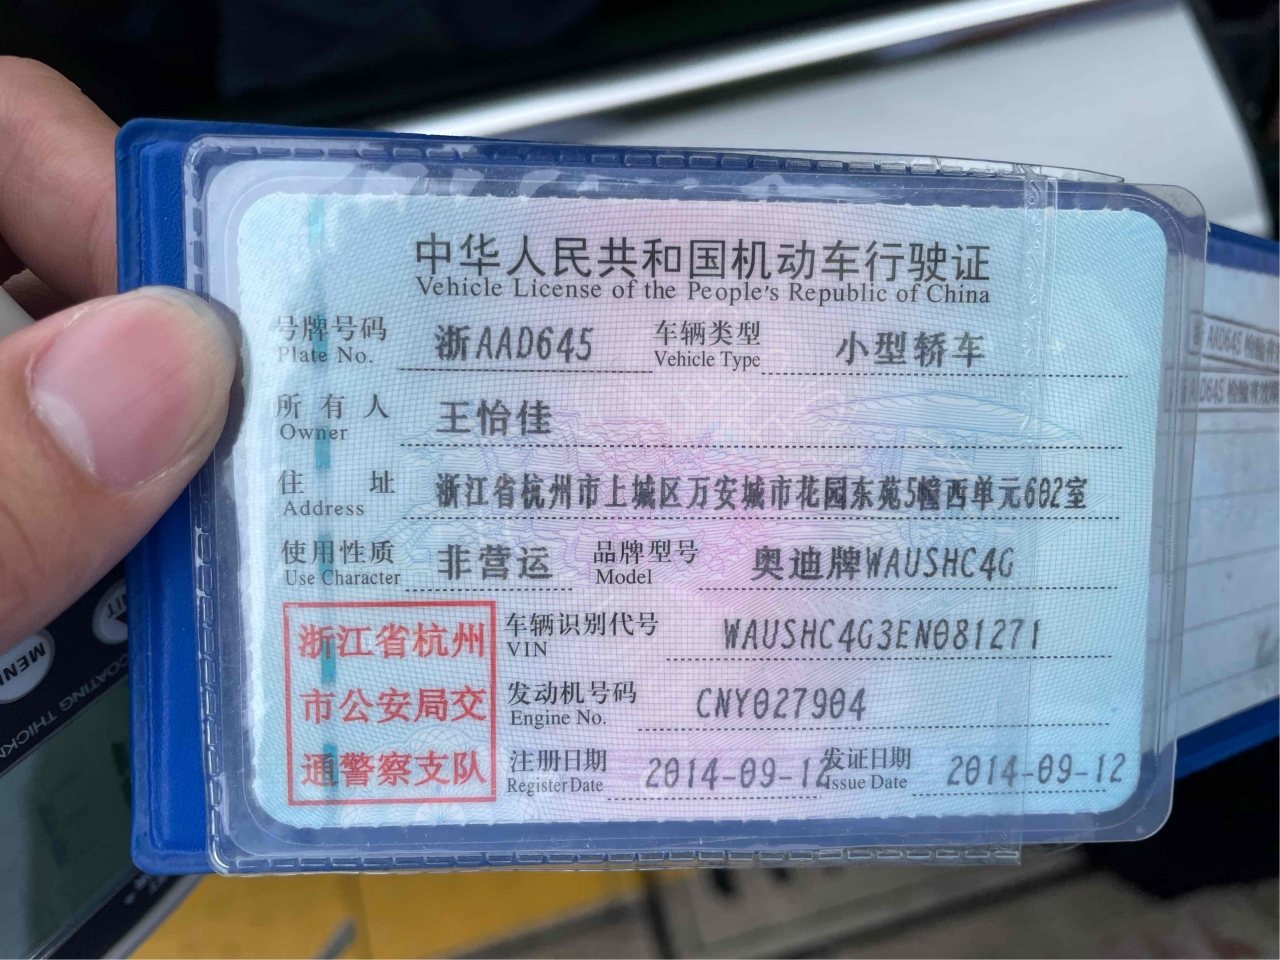 中华人民共和国机动车行驶证
Vehicle License of the People's Republic of China
号牌号码 浙AAD645 车辆类型 小型轿车
Plate No. Vehicle Type
所有人 王怡佳
Owner
住址 浙江省杭州市上城区万安城市花园东苑5幢西单元602室
Address
使用性质 非营运 品牌型号 奥迪牌WAUSHC4G
Use Character Model
浙江省杭州
市公安局交
通警察支队
车辆识别代号 WAUSHC4G3EN081271
VIN
发动机号码 CNY027904
Engine No.
注册日期 2014-09-12 发证日期 2014-09-12
Register Date Issue Date
AAD645
D645
MENU
COATING THICKN